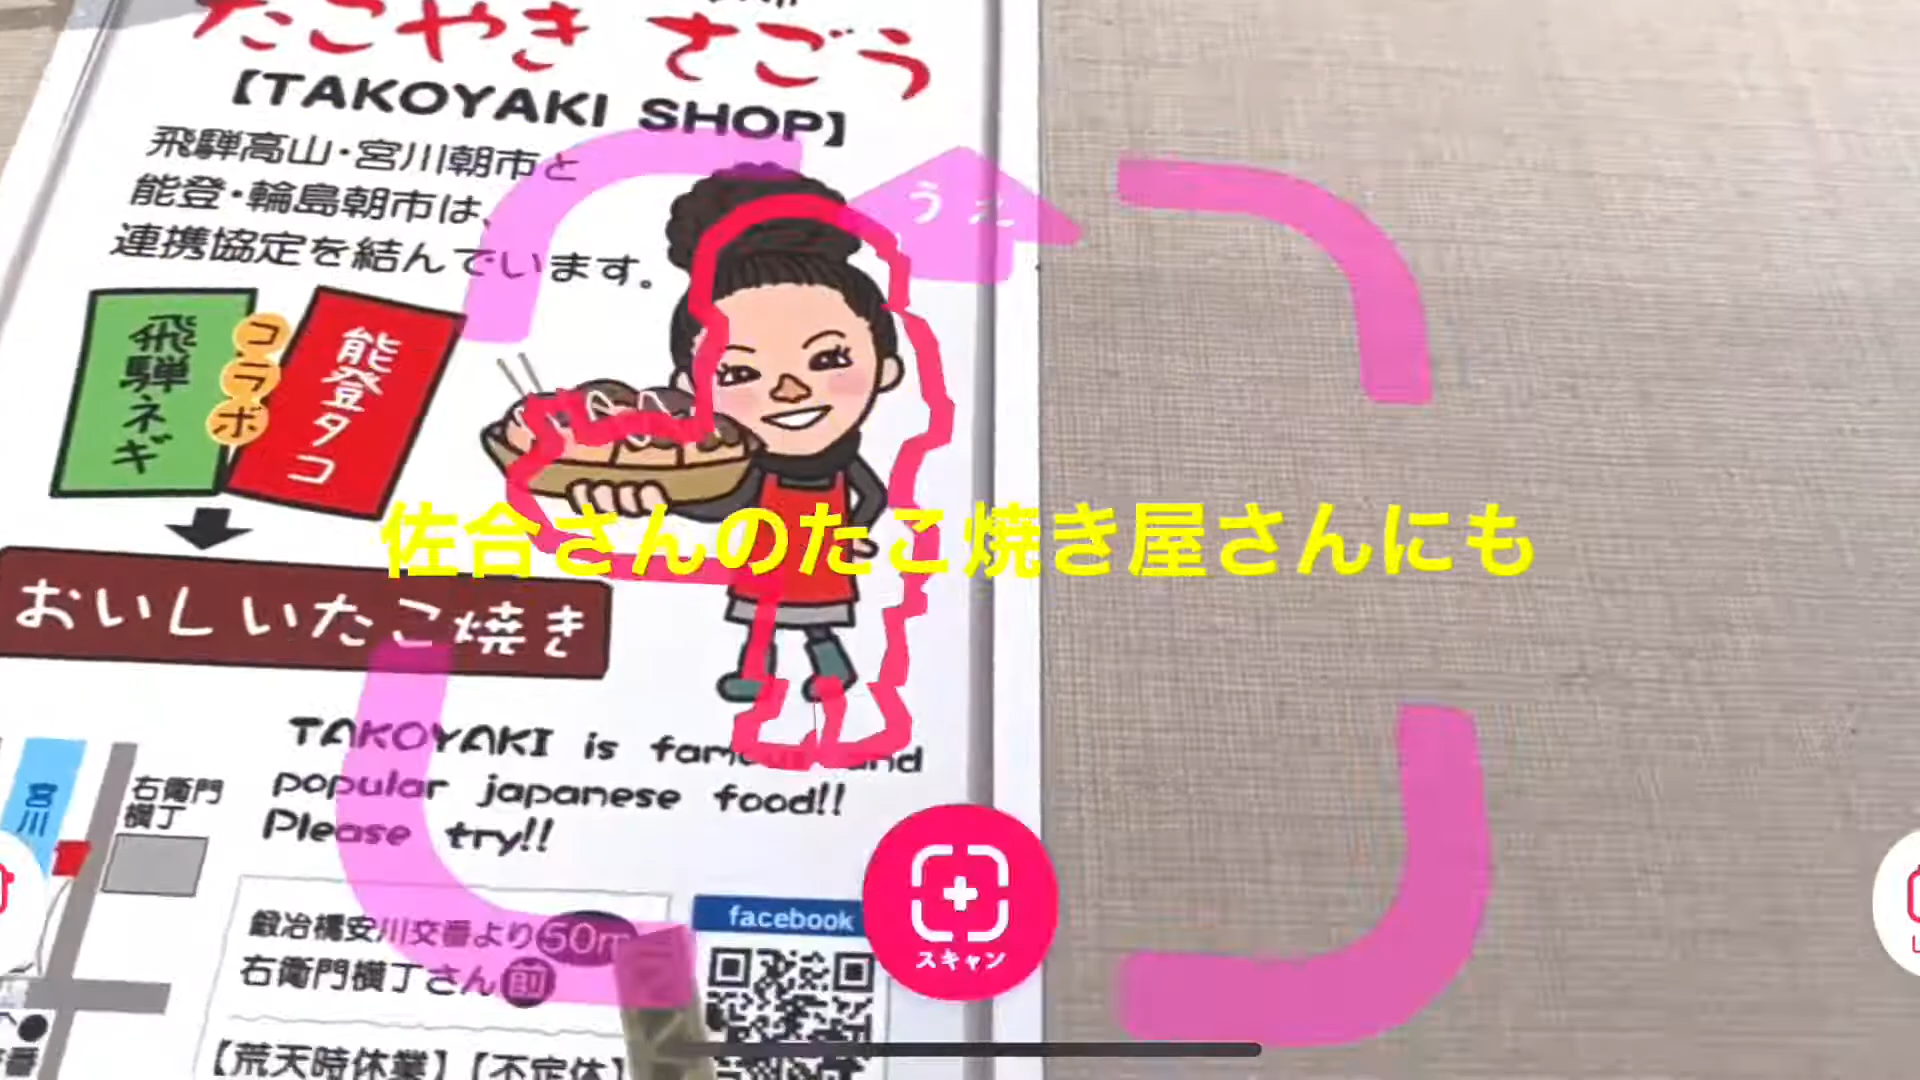 たこやき さごう
【TAKOYAKI SHOP】
飛騨高山・宮川朝市と
能登・輪島朝市は、
連携協定を結んでいます。
うえ
飛騨ネギ
コラボ
能登タコ
佐合さんのたこ焼き屋さんにも
おいしいたこ焼き
TAKOYAKI is famous and
popular japanese food!!
Please try!!
宮川
右衛門
横丁
鍛冶橋安川交番より50m
右衛門横丁さん前
facebook
スキャン
【荒天時休業】【不定休】